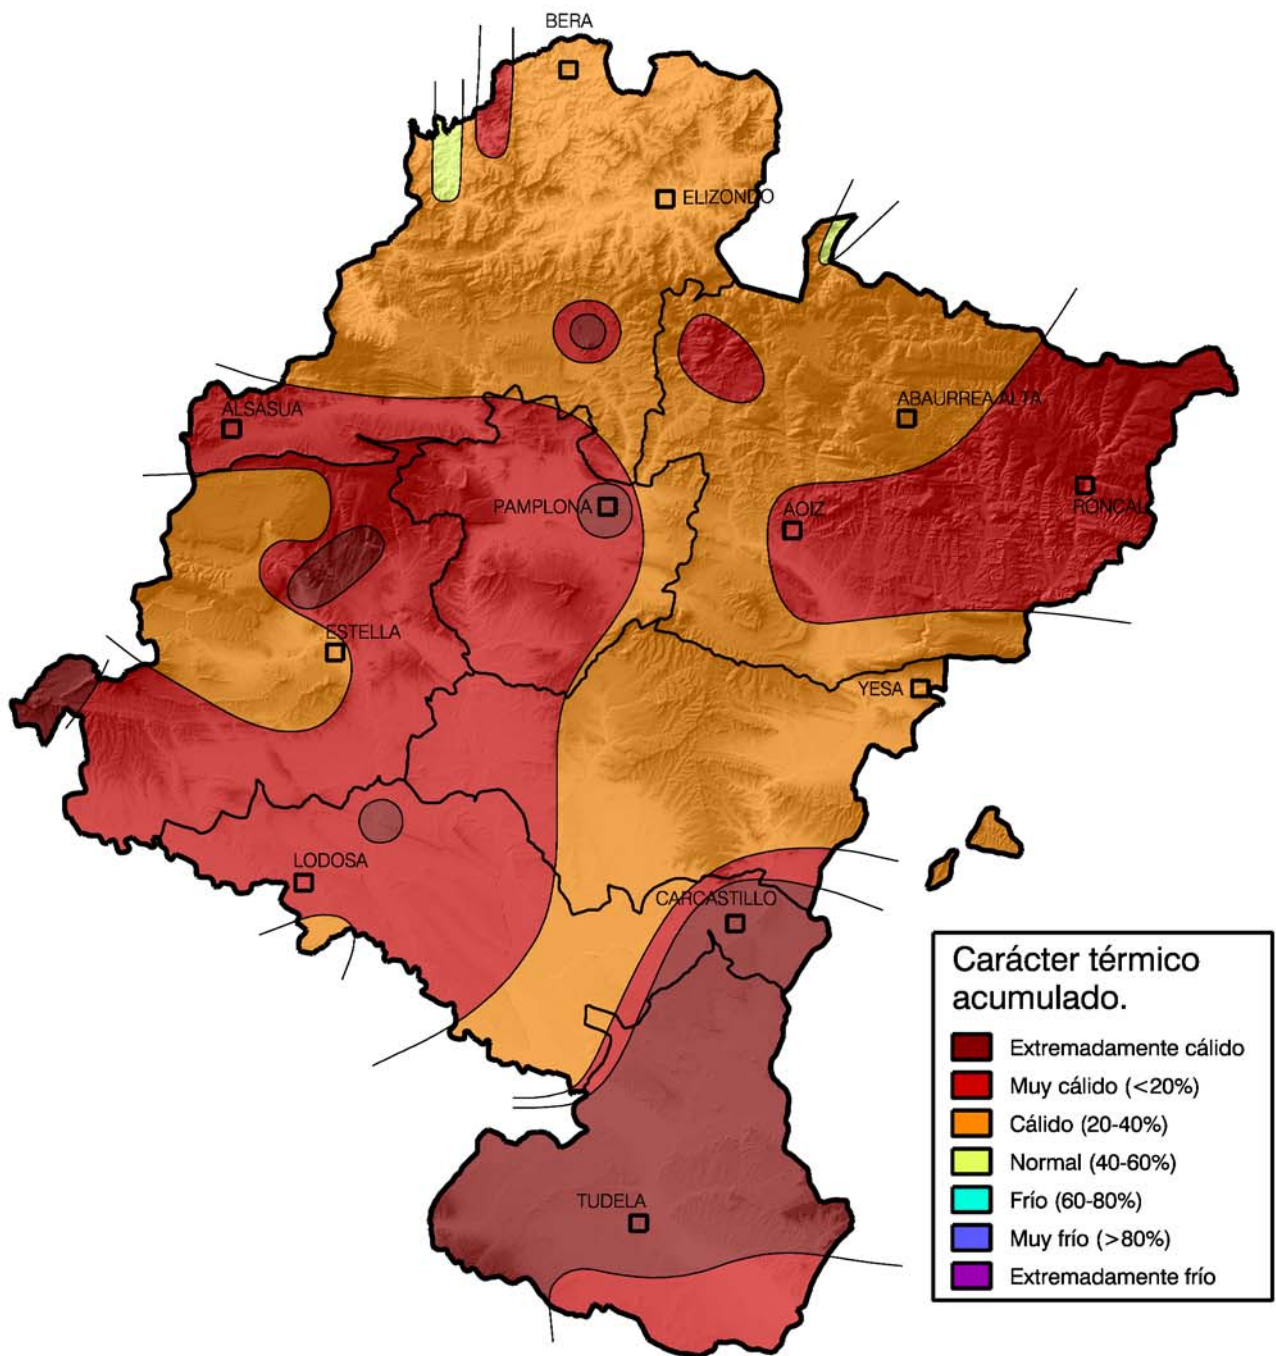 BERA
ELIZONDO
ALSASUA
ABAURREA ALTA
PAMPLONA
AOIZ
RONCAL
ESTELLA
YESA
LODOSA
CARCASTILLO
TUDELA
Carácter térmico
acumulado.
Extremadamente cálido
Muy cálido (<20%)
Cálido (20-40%)
Normal (40-60%)
Frío (60-80%)
Muy frío (>80%)
Extremadamente frío